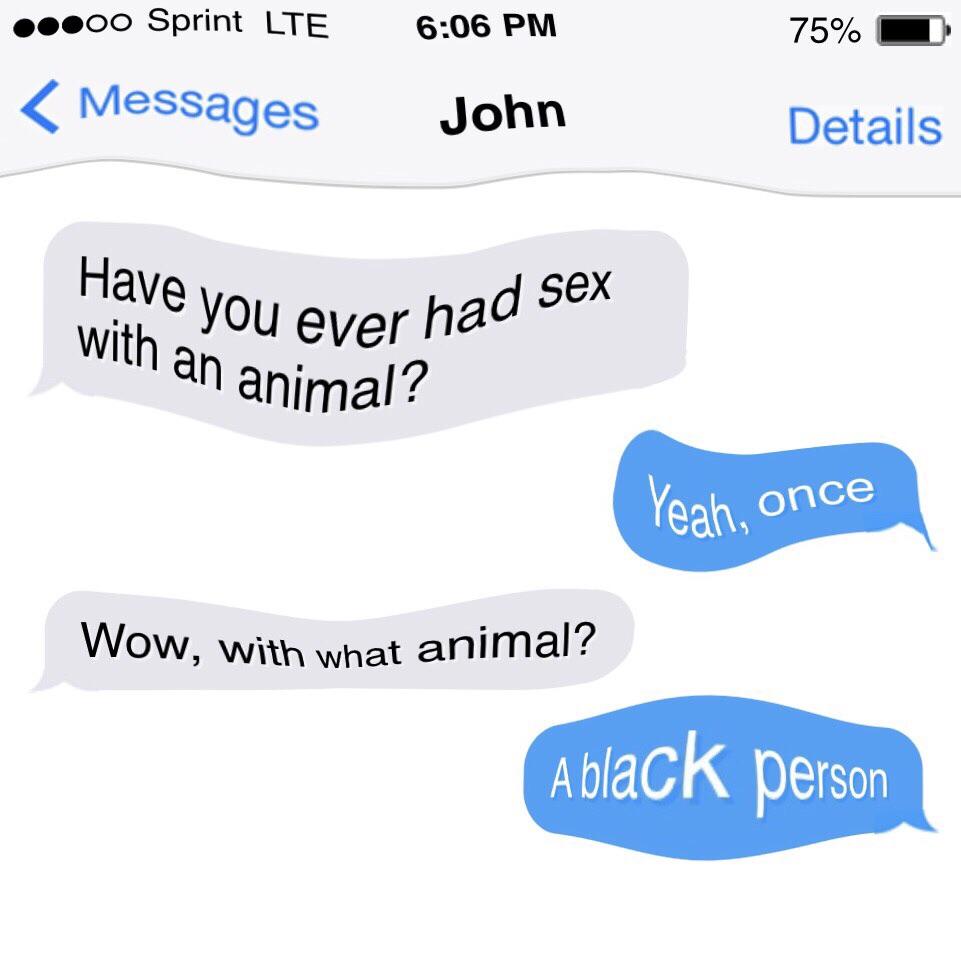 ●●●○○ Sprint LTE 6:06 PM 75%
Messages John Details
Have you ever had sex
with an animal?
Yeah, once
Wow, with what animal?
A black person